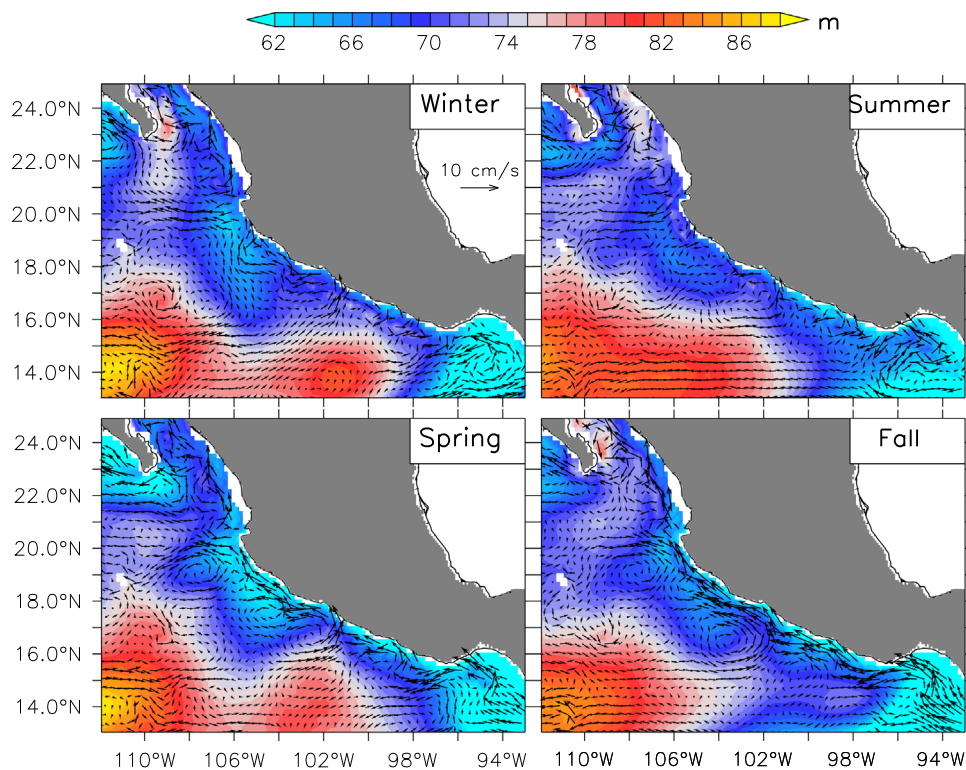 m
62 66 70 74 78 82 86
24.0°N Winter Summer
22.0°N 10 cm/s
20.0°N
18.0°N
16.0°N
14.0°N
24.0°N Spring Fall
22.0°N
20.0°N
18.0°N
16.0°N
14.0°N
110°W 106°W 102°W 98°W 94°W 110°W 106°W 102°W 98°W 94°W